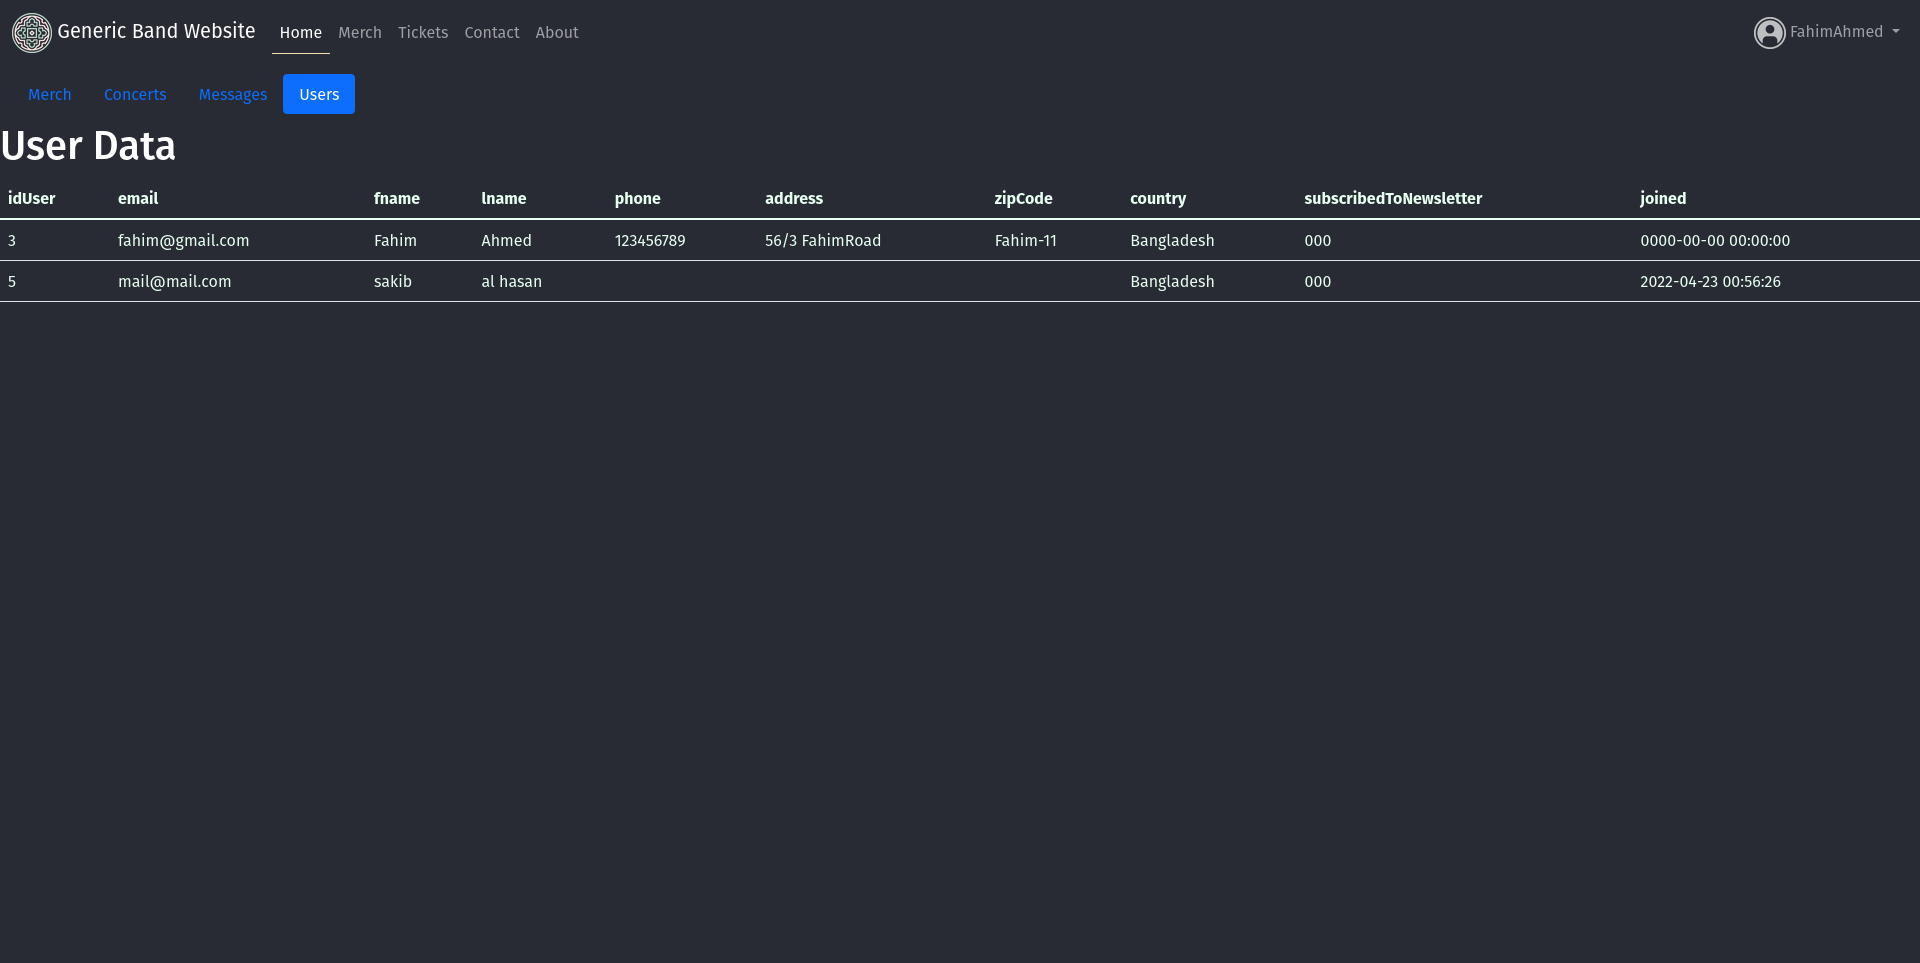 Generic Band Website Home Merch Tickets Contact About FahimAhmed
Merch Concerts Messages Users
User Data
idUser email fname lname phone address zipCode country subscribedToNewsletter joined
3 fahim@gmail.com Fahim Ahmed 123456789 56/3 FahimRoad Fahim-11 Bangladesh 000 0000-00-00 00:00:00
5 mail@mail.com sakib al hasan Bangladesh 000 2022-04-23 00:56:26